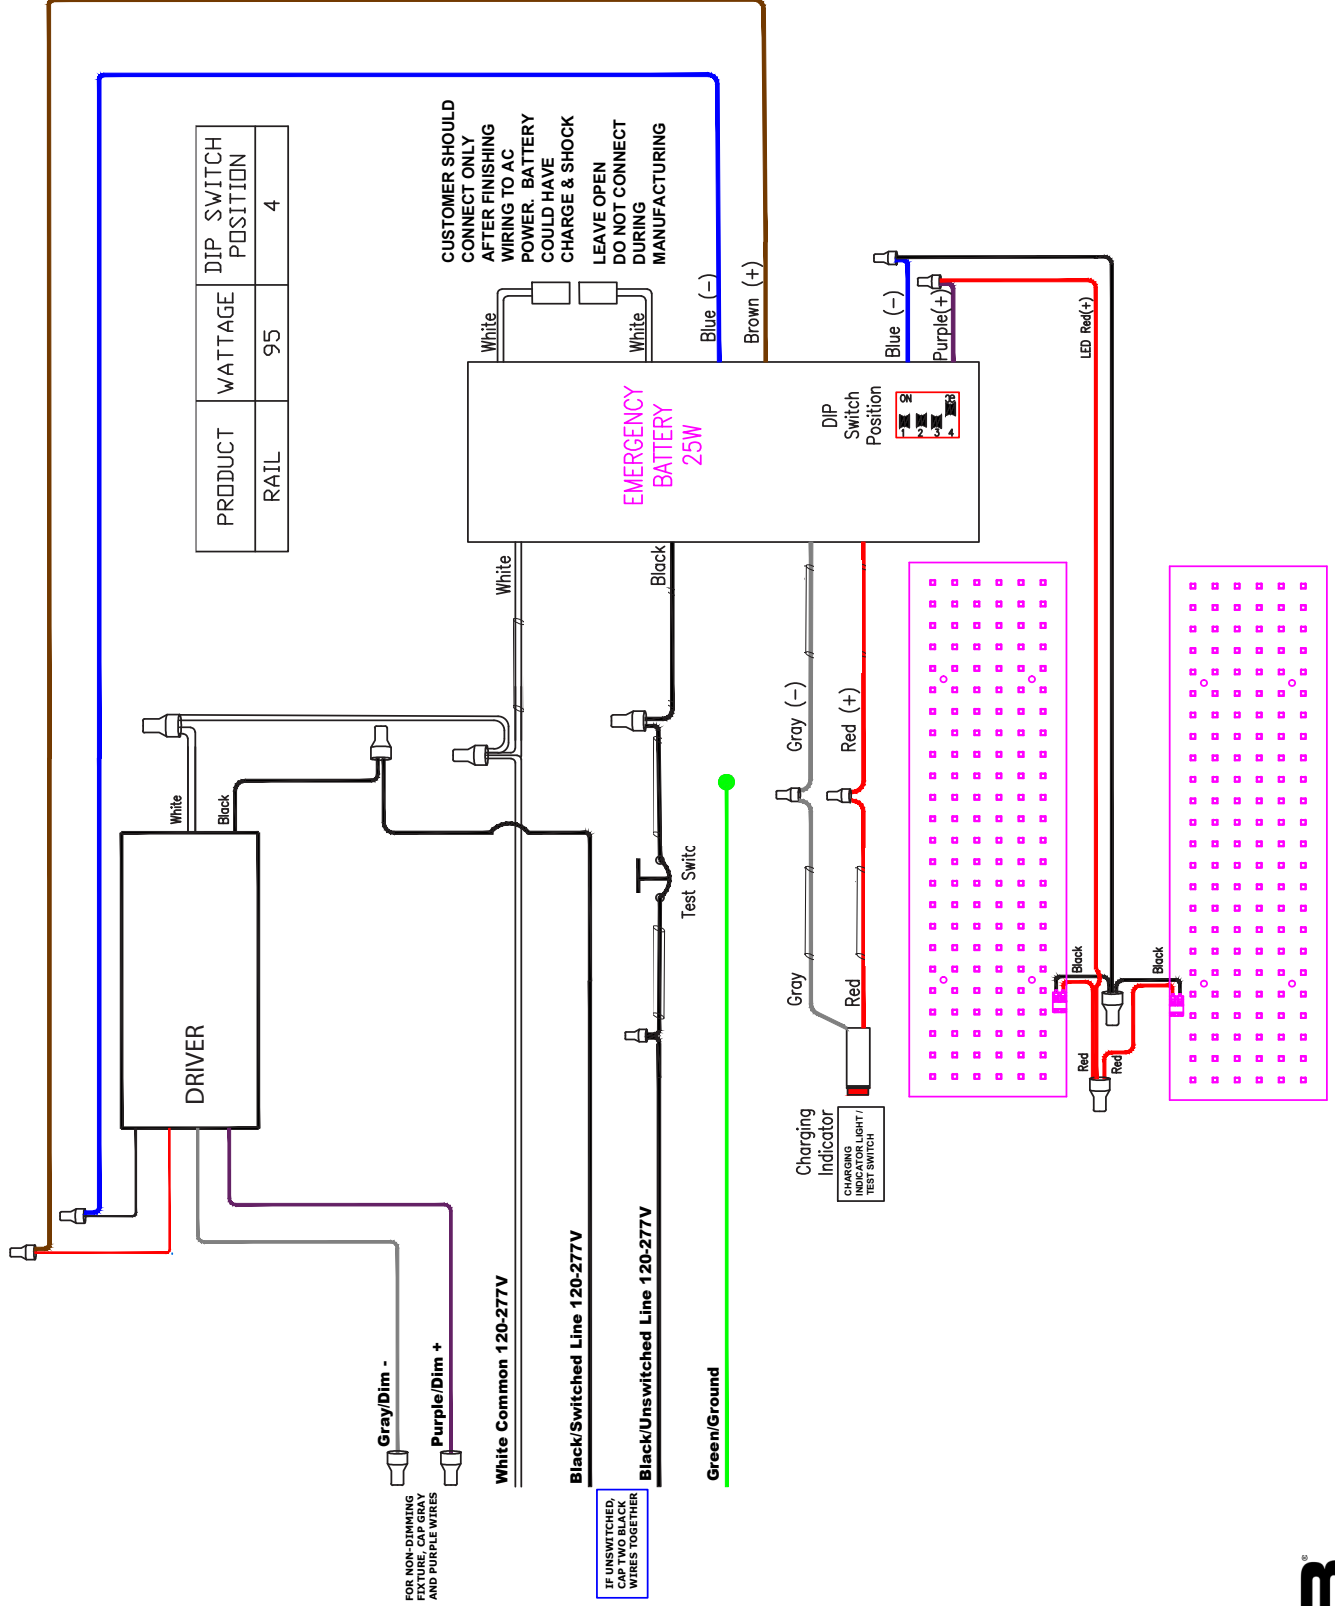 PRODUCT WATTAGE DIP SWITCH POSITION
RAIL 95 4
CUSTOMER SHOULD
CONNECT ONLY
AFTER FINISHING
WIRING TO AC
POWER. BATTERY
COULD HAVE
CHARGE & SHOCK
LEAVE OPEN
DO NOT CONNECT
DURING
MANUFACTURING
White
White
Blue (-)
Brown (+)
Blue (-)
Purple(+)
LED Red(+)
EMERGENCY
BATTERY
25W
DIP
Switch
Position
ON
1 2 3 4
White
Black
Gray (-)
Red (+)
White
Black
DRIVER
Test Switc
Gray
Red
Charging
Indicator
CHARGING
INDICATOR LIGHT /
TEST SWITCH
Black
Black
Red
Red
Gray/Dim -
Purple/Dim +
White Common 120-277V
Black/Switched Line 120-277V
Black/Unswitched Line 120-277V
Green/Ground
FOR NON-DIMMING
FIXTURE, CAP GRAY
AND PURPLE WIRES
IF UNSWITCHED,
CAP TWO BLACK
WIRES TOGETHER